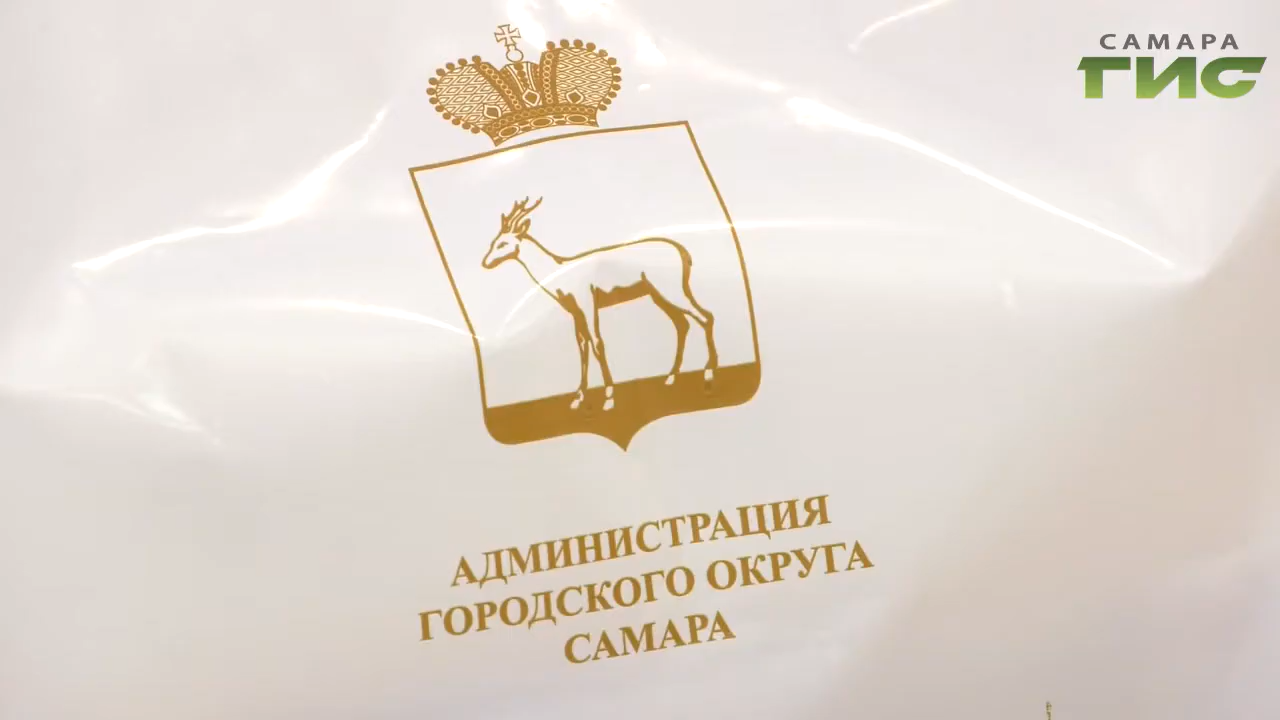 САМАРА
ГИС
АДМИНИСТРАЦИЯ
ГОРОДСКОГО ОКРУГА
САМАРА